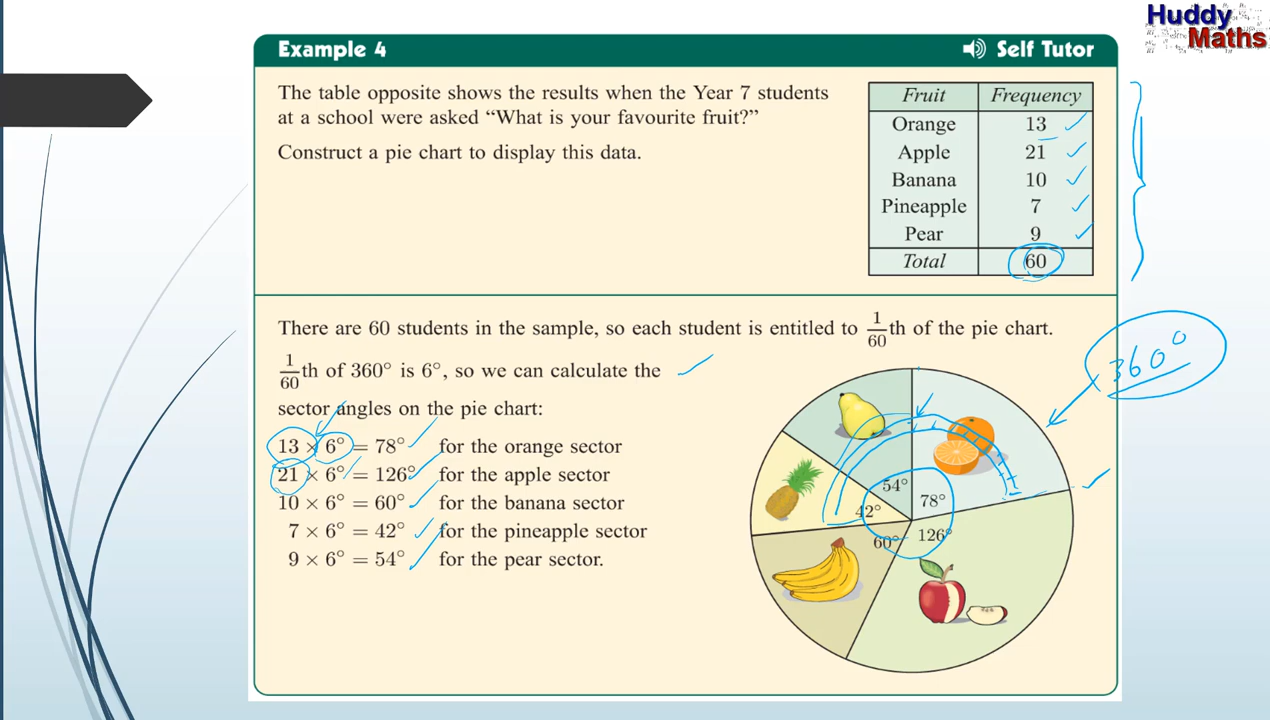 Huddy
Maths
Example 4
Self Tutor
The table opposite shows the results when the Year 7 students
at a school were asked “What is your favourite fruit?”
Construct a pie chart to display this data.
Fruit Frequency
Orange 13
Apple 21
Banana 10
Pineapple 7
Pear 9
Total 60
There are 60 students in the sample, so each student is entitled to 1/60th of the pie chart.
1/60th of 360° is 6°, so we can calculate the
sector angles on the pie chart:
13 × 6° = 78° for the orange sector
21 × 6° = 126° for the apple sector
10 × 6° = 60° for the banana sector
7 × 6° = 42° for the pineapple sector
9 × 6° = 54° for the pear sector.
360°
54°
78°
42°
60°
126°